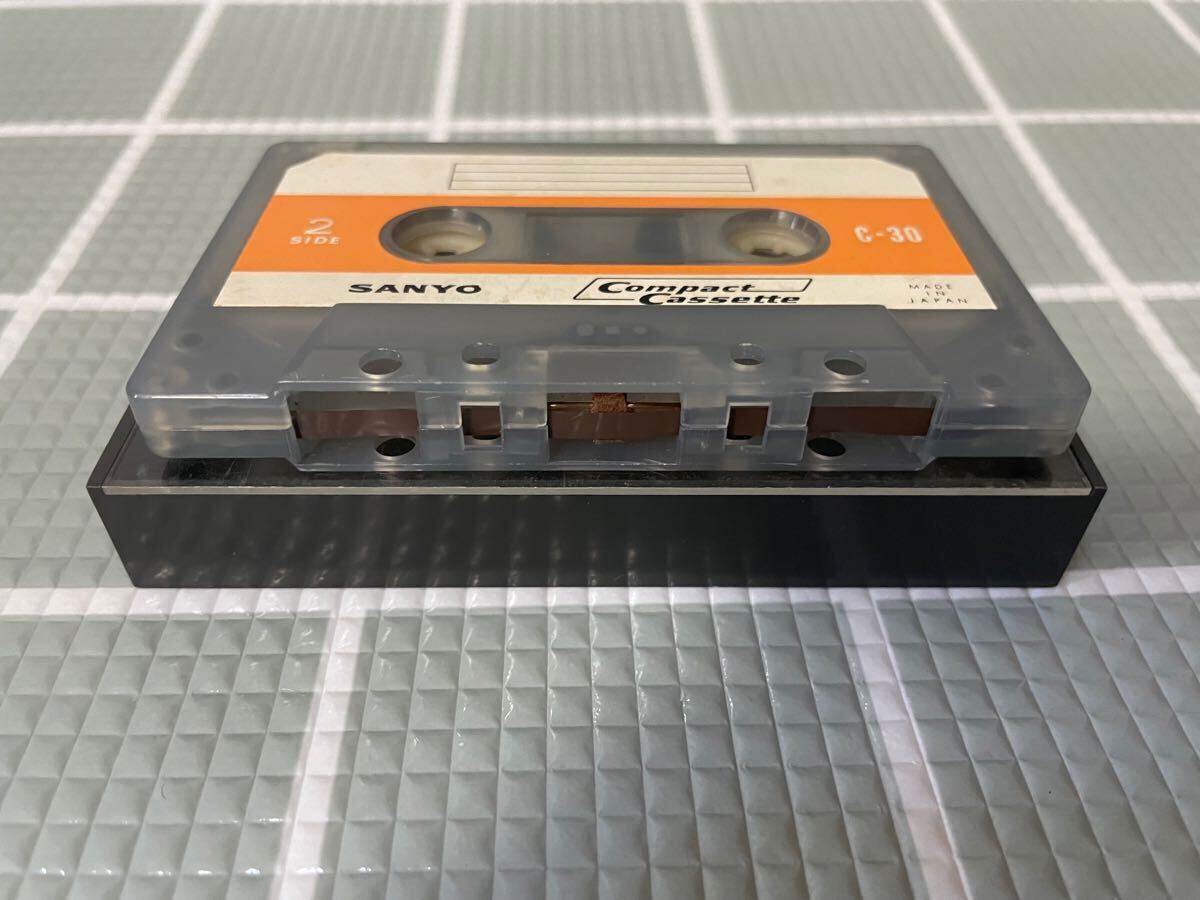 2
SIDE
C-30
SANYO
Compact
Cassette
MADE
IN
JAPAN